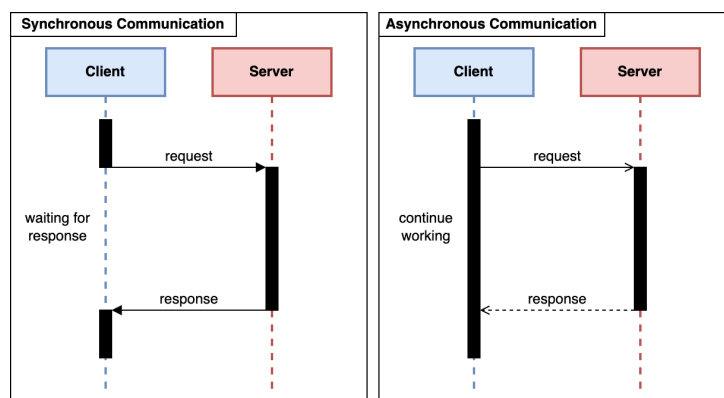 Synchronous Communication
Client
Server
request
waiting for
response
response
Asynchronous Communication
Client
Server
request
continue
working
response